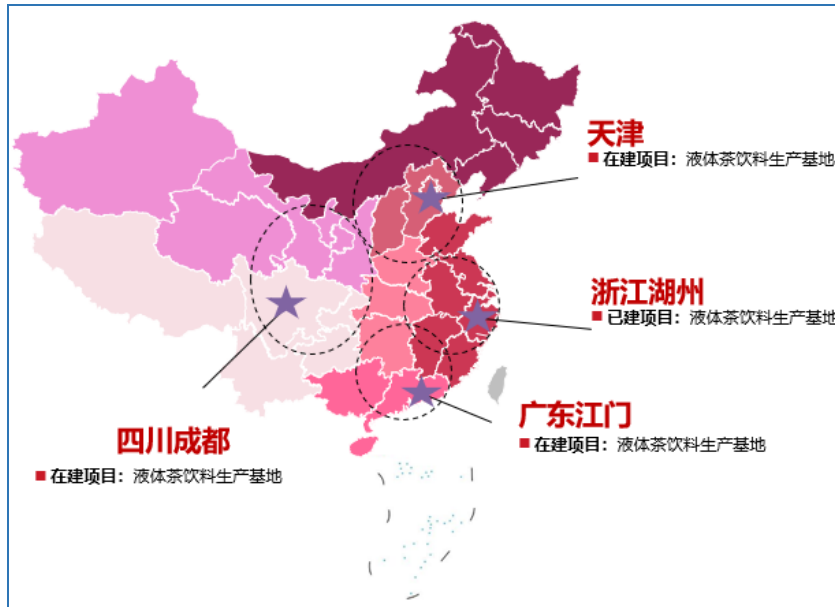 天津
■ 在建项目：液体茶饮料生产基地
浙江湖州
■ 已建项目：液体茶饮料生产基地
广东江门
■ 在建项目：液体茶饮料生产基地
四川成都
■ 在建项目：液体茶饮料生产基地